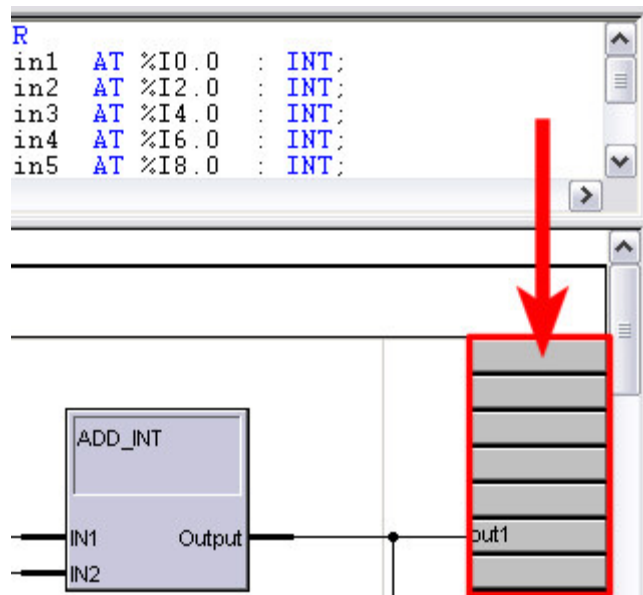 R
in1 AT %I0.0 : INT;
in2 AT %I2.0 : INT;
in3 AT %I4.0 : INT;
in4 AT %I6.0 : INT;
in5 AT %I8.0 : INT;
ADD_INT
IN1 Output
out1
IN2